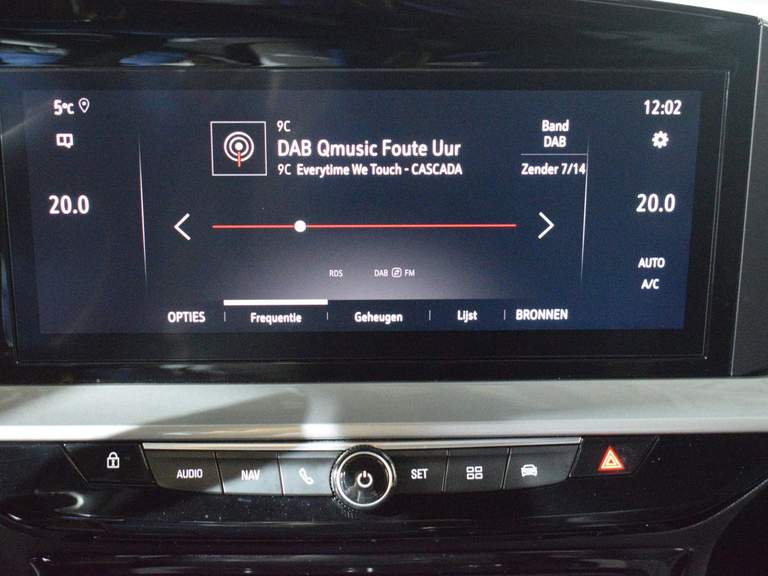 5°C
12:02
9C
DAB Qmusic Foute Uur
9C Everytime We Touch - CASCADA
Band
DAB
Zender 7/14
20.0
20.0
RDS
DAB FM
AUTO
A/C
OPTIES
Frequentie
Geheugen
Lijst
BRONNEN
AUDIO
NAV
SET